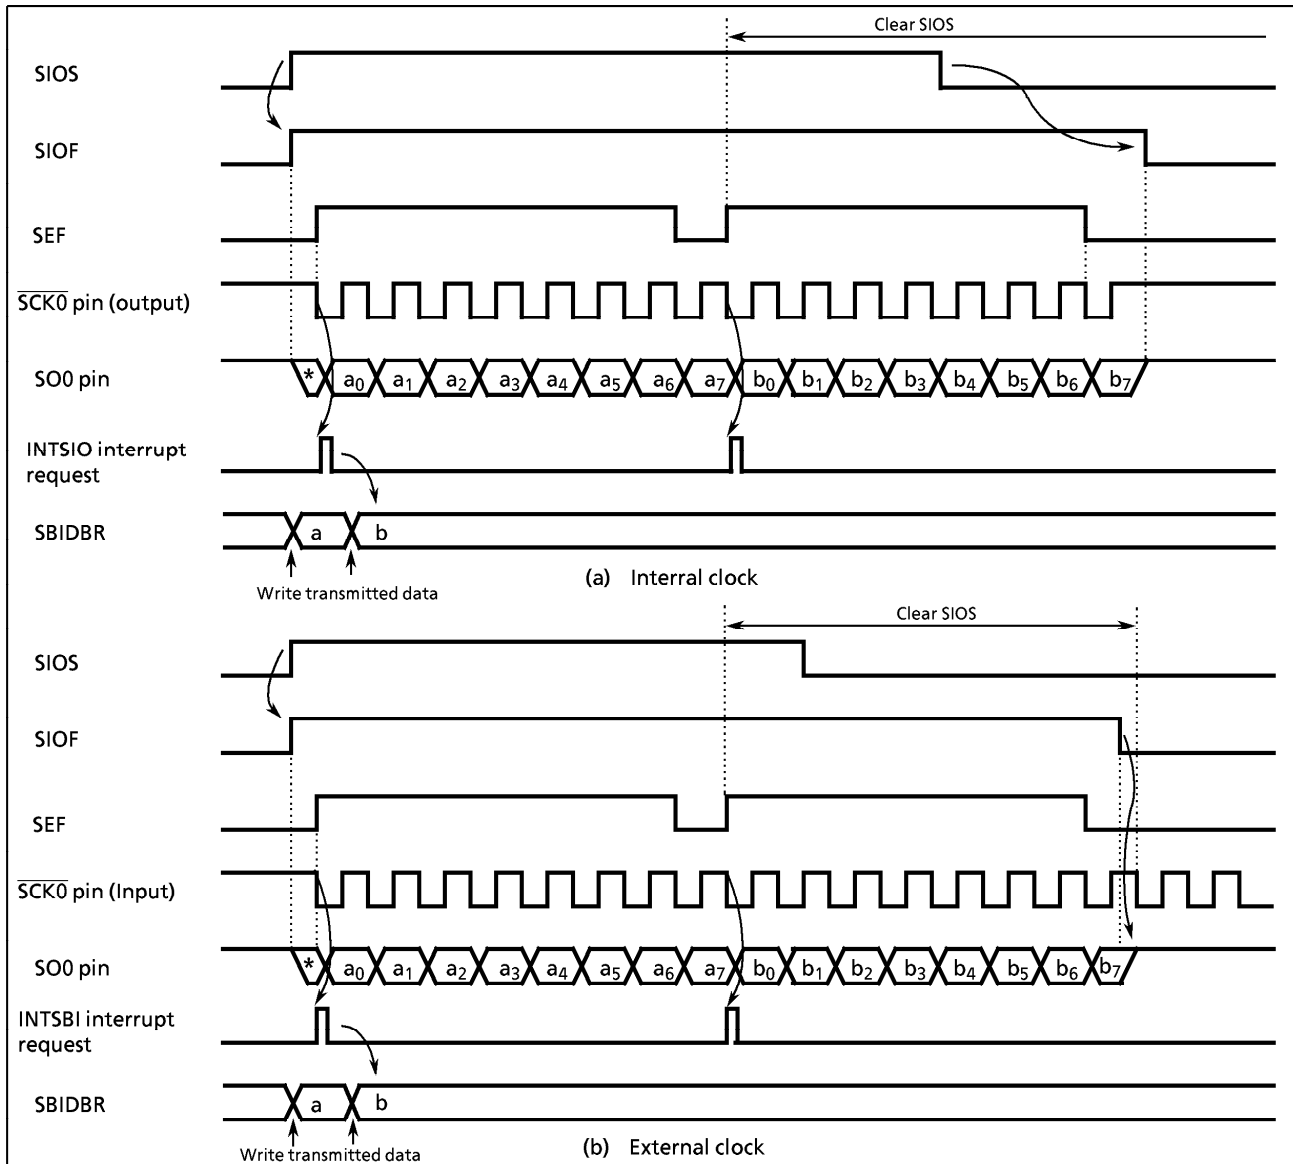 Clear SIOS
SIOS
SIOF
SEF
S̅C̅K̅0̅ pin (output)
SO0 pin
* a0 a1 a2 a3 a4 a5 a6 a7 b0 b1 b2 b3 b4 b5 b6 b7
INTSIO interrupt
request
SBIDBR
a b
Write transmitted data
(a) Interral clock
Clear SIOS
SIOS
SIOF
SEF
S̅C̅K̅0̅ pin (Input)
SO0 pin
* a0 a1 a2 a3 a4 a5 a6 a7 b0 b1 b2 b3 b4 b5 b6 b7
INTSBI interrupt
request
SBIDBR
a b
Write transmitted data
(b) External clock